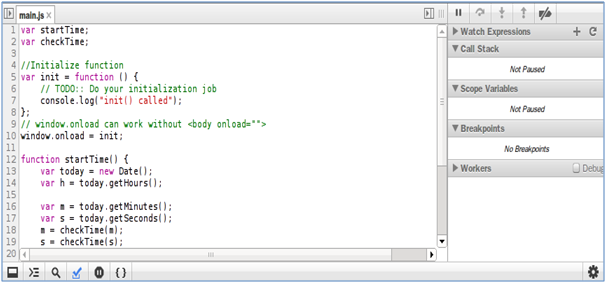 main.js ×
1 var startTime;
2 var checkTime;
3
4 //Initialize function
5 var init = function () {
6     // TODO:: Do your initialization job
7     console.log("init() called");
8 };
9 // window.onload can work without <body onload="">
10 window.onload = init;
11
12 function startTime() {
13     var today = new Date();
14     var h = today.getHours();
15
16     var m = today.getMinutes();
17     var s = today.getSeconds();
18     m = checkTime(m);
19     s = checkTime(s);
20
{ }
Watch Expressions + C
Call Stack
Not Paused
Scope Variables
Not Paused
Breakpoints
No Breakpoints
Workers Debug